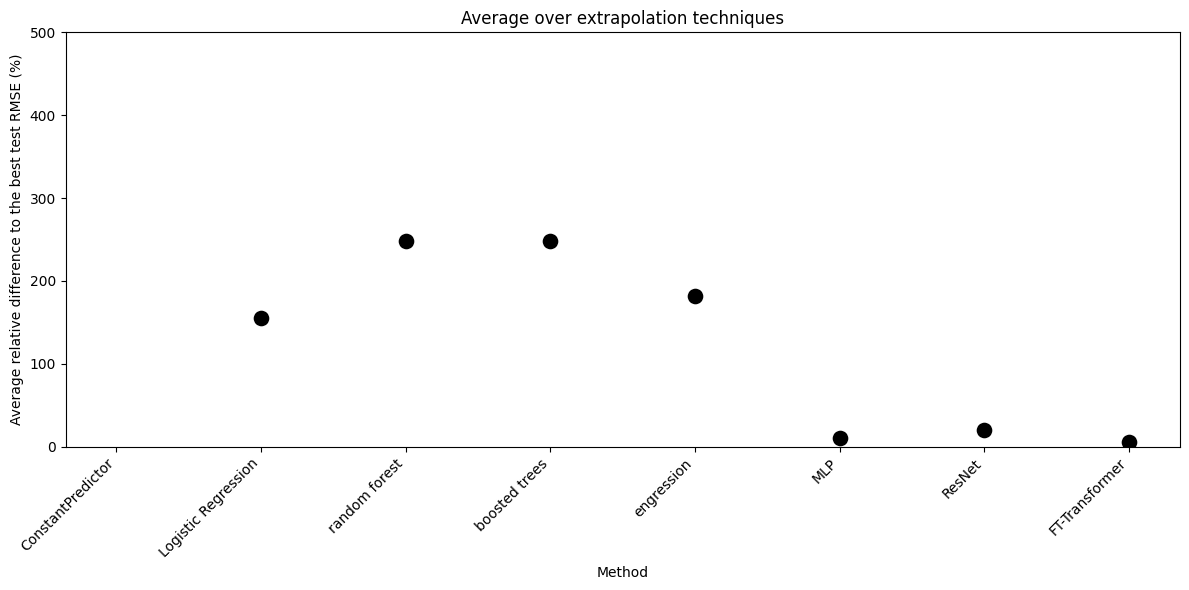 Average over extrapolation techniques
Average relative difference to the best test RMSE (%)
500
400
300
200
100
0
ConstantPredictor
Logistic Regression
random forest
boosted trees
engression
MLP
ResNet
FT-Transformer
Method